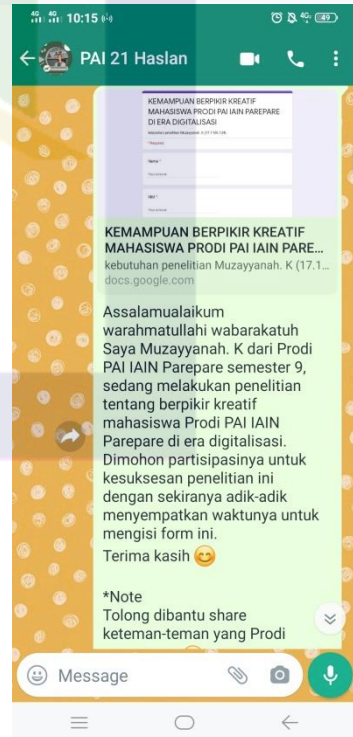 4G 4G 10:15 4G 49
PAI 21 Haslan
KEMAMPUAN BERPIKIR KREATIF
MAHASISWA PRODI PAI IAIN PAREPARE
DI ERA DIGITALISASI
KEMAMPUAN BERPIKIR KREATIF
MAHASISWA PRODI PAI IAIN PARE...
kebutuhan penelitian Muzayyanah. K (17.1...
docs.google.com
Assalamualaikum
warahmatullahi wabarakatuh
Saya Muzayyanah. K dari Prodi
PAI IAIN Parepare semester 9,
sedang melakukan penelitian
tentang berpikir kreatif
mahasiswa Prodi PAI IAIN
Parepare di era digitalisasi.
Dimohon partisipasinya untuk
kesuksesan penelitian ini
dengan sekiranya adik-adik
menyempatkan waktunya untuk
mengisi form ini.
Terima kasih 😊
*Note
Tolong dibantu share
keteman-teman yang Prodi
Message